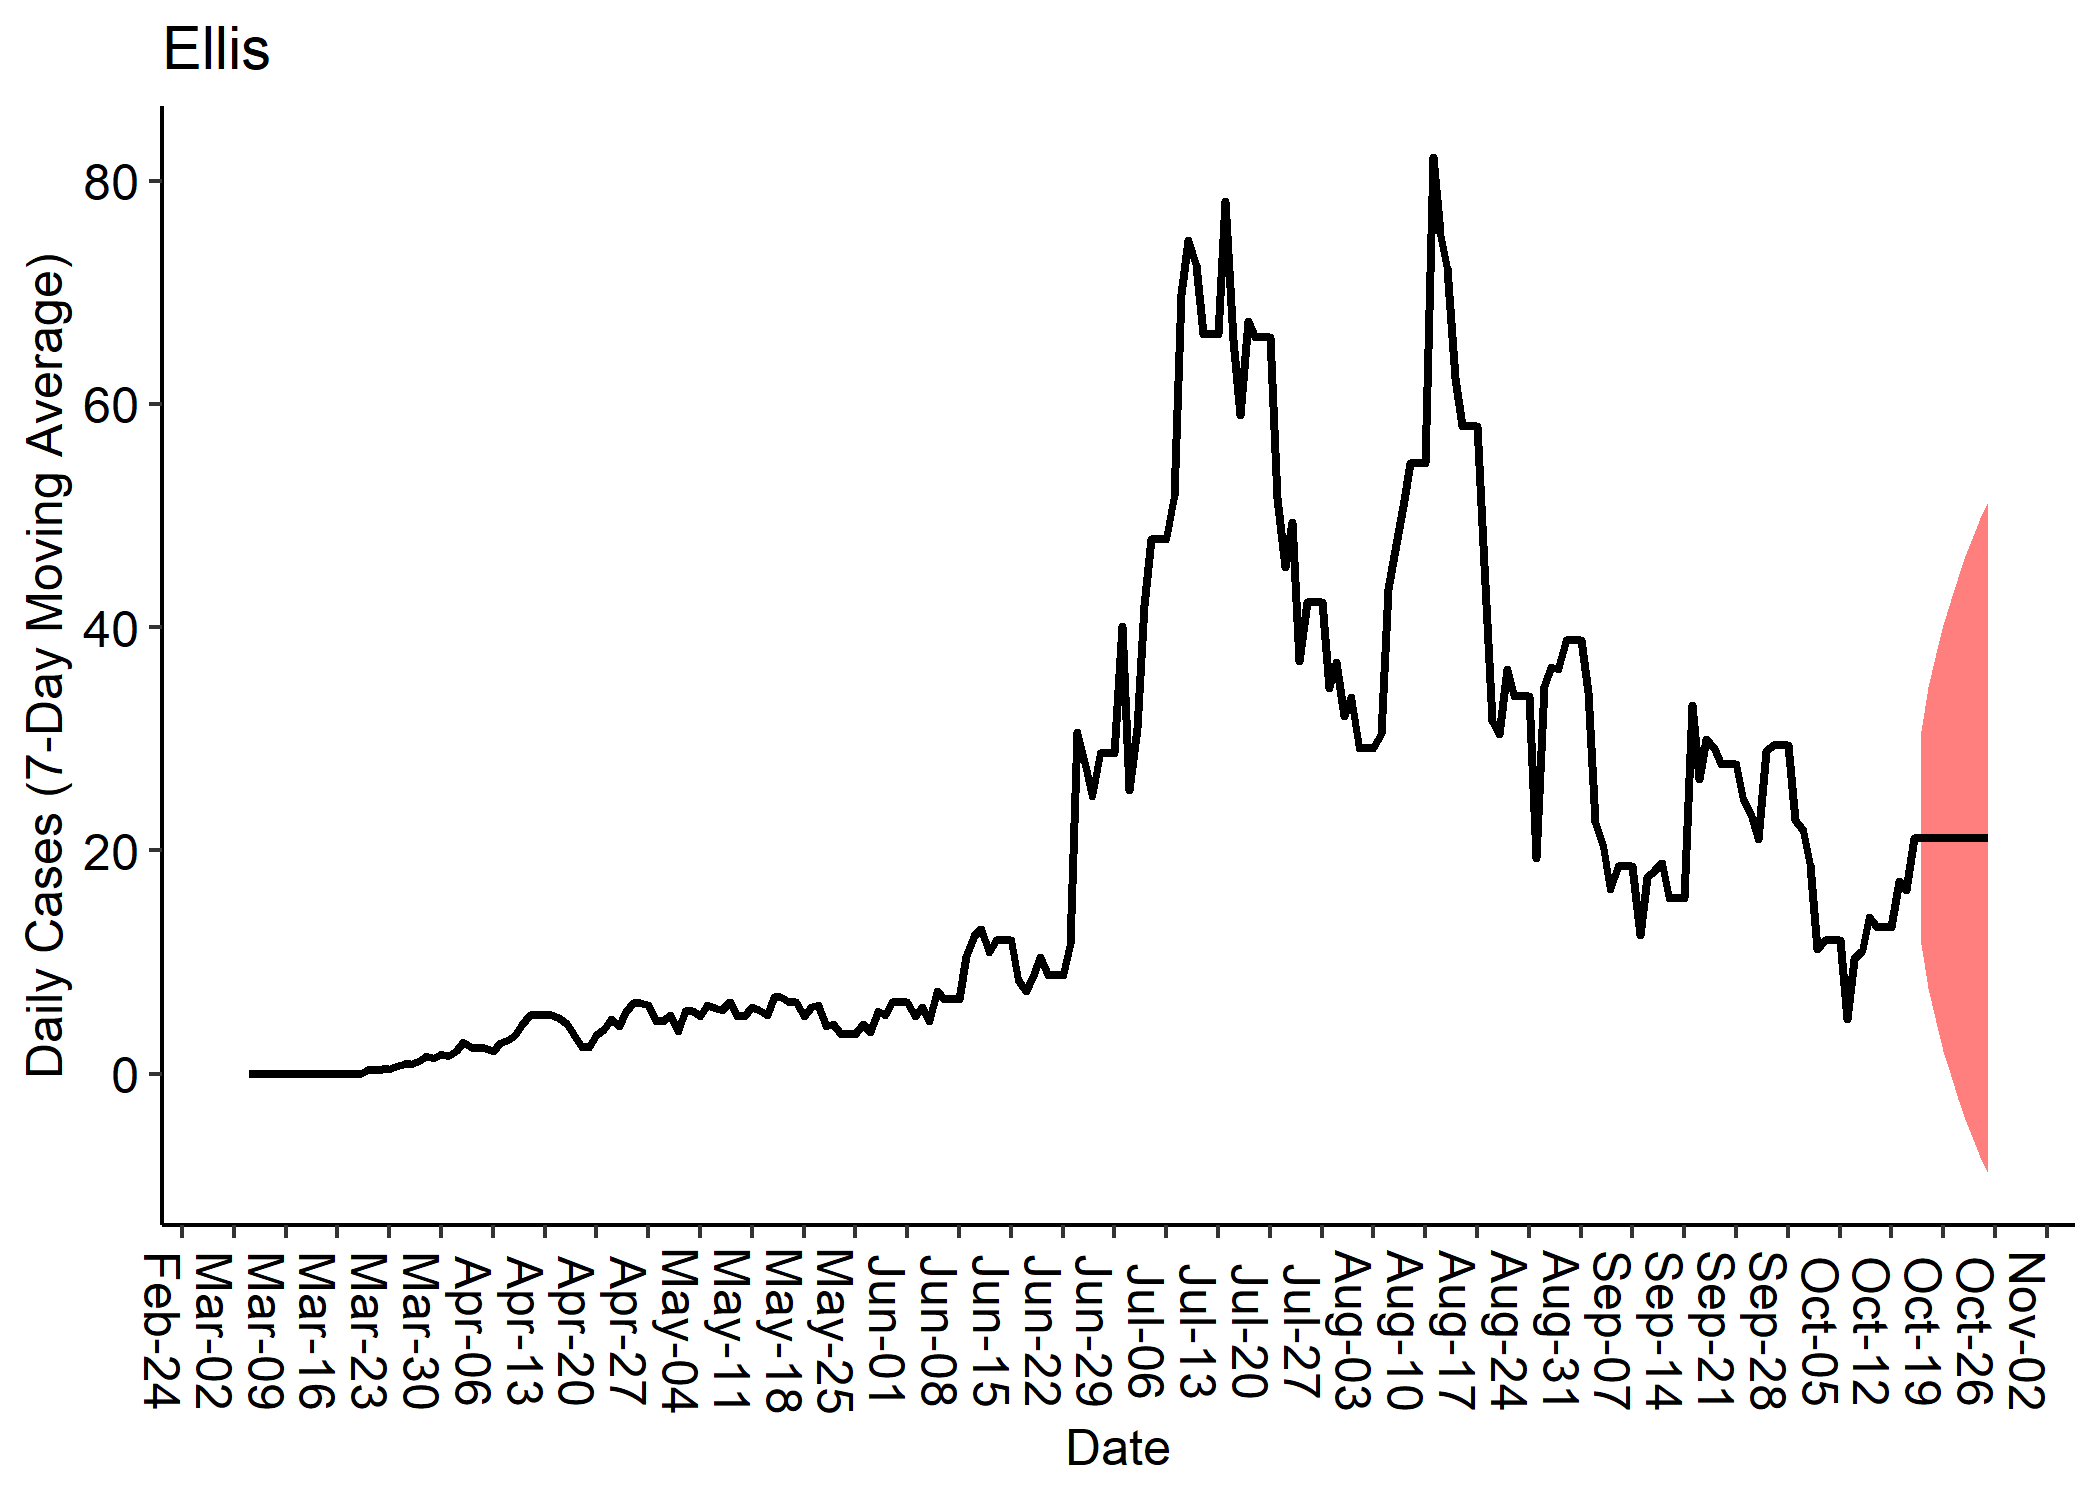 Ellis
Daily Cases (7-Day Moving Average)
80
60
40
20
0
Feb-24
Mar-02
Mar-09
Mar-16
Mar-23
Mar-30
Apr-06
Apr-13
Apr-20
Apr-27
May-04
May-11
May-18
May-25
Jun-01
Jun-08
Jun-15
Jun-22
Jun-29
Jul-06
Jul-13
Jul-20
Jul-27
Aug-03
Aug-10
Aug-17
Aug-24
Aug-31
Sep-07
Sep-14
Sep-21
Sep-28
Oct-05
Oct-12
Oct-19
Oct-26
Nov-02
Date